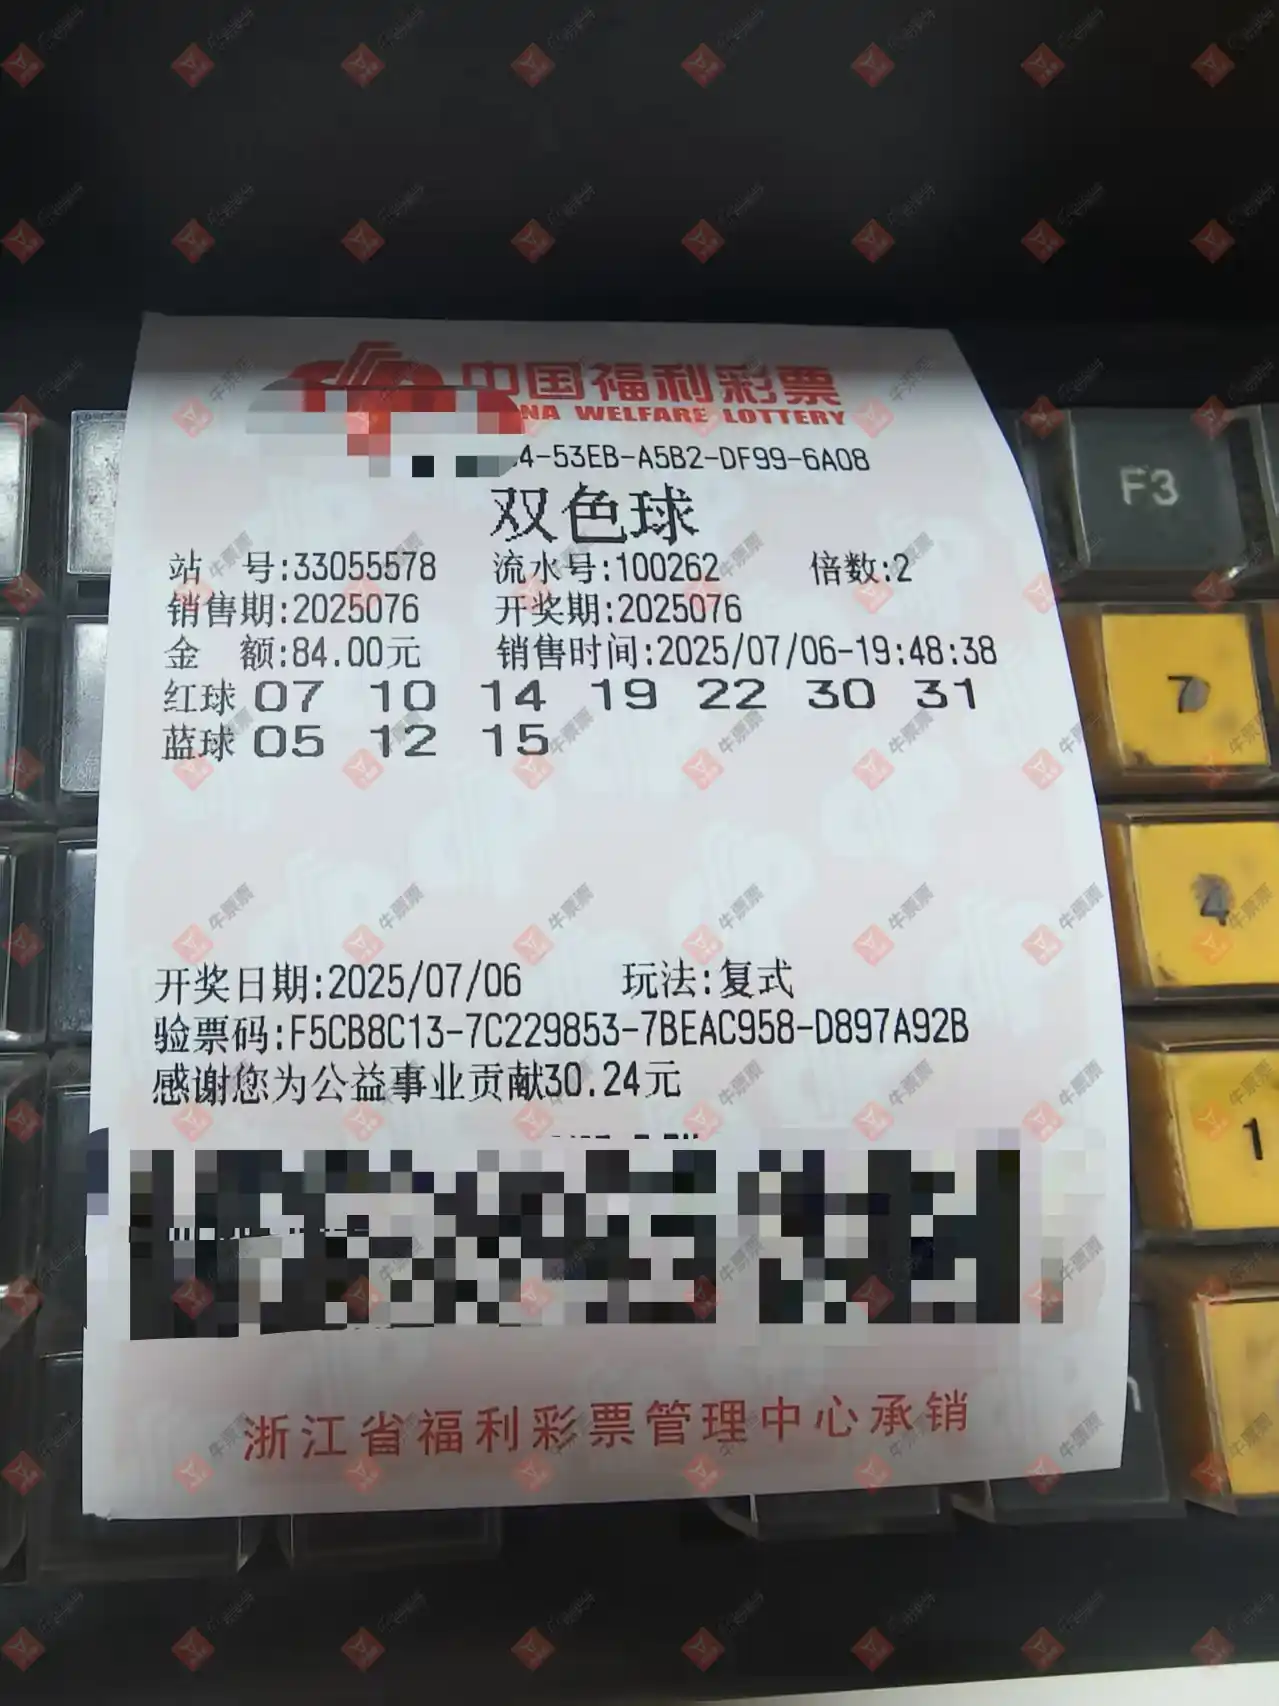 中国福利彩票
NA WELFARE LOTTERY
4-53EB-A5B2-DF99-6A08
双色球
站 号:33055578 流水号:100262 倍数:2
销售期:2025076 开奖期:2025076
金 额:84.00元 销售时间:2025/07/06-19:48:38
红球 07 10 14 19 22 30 31
蓝球 05 12 15
开奖日期:2025/07/06 玩法:复式
验票码:F5CB8C13-7C229853-7BEAC958-D897A92B
感谢您为公益事业贡献30.24元
浙江省福利彩票管理中心承销
F3
7
4
1
牛票票